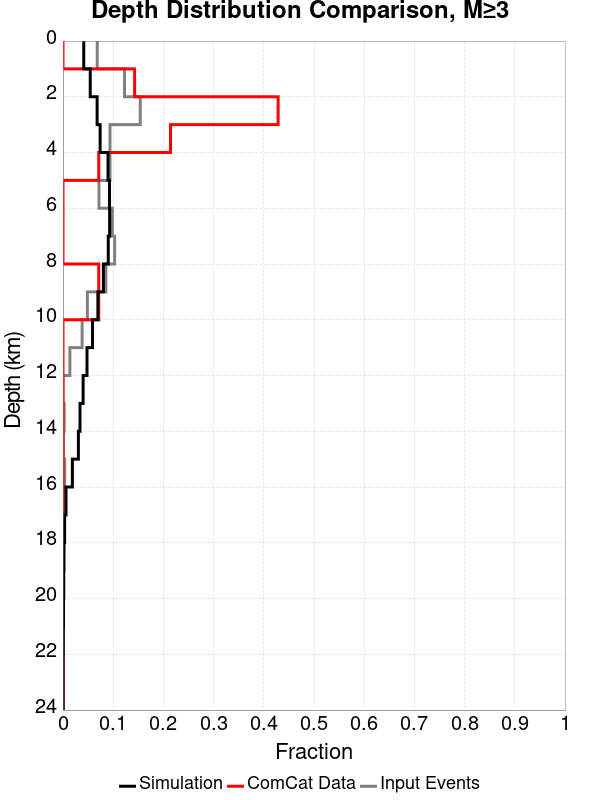 Depth Distribution Comparison, M≥3
0
2
4
6
8
10
12
14
16
18
20
22
24
Depth (km)
0 0.1 0.2 0.3 0.4 0.5 0.6 0.7 0.8 0.9 1
Fraction
Simulation ComCat Data Input Events